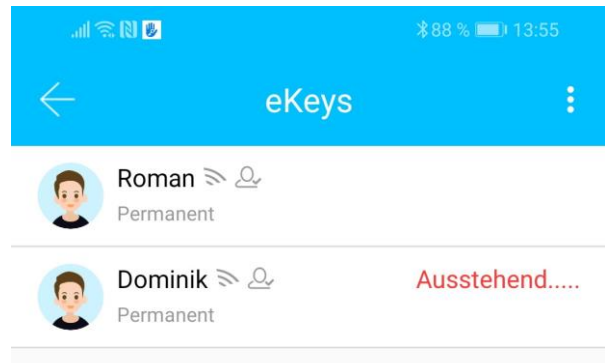 88 % 13:55
eKeys
Roman
Permanent
Dominik Ausstehend.....
Permanent